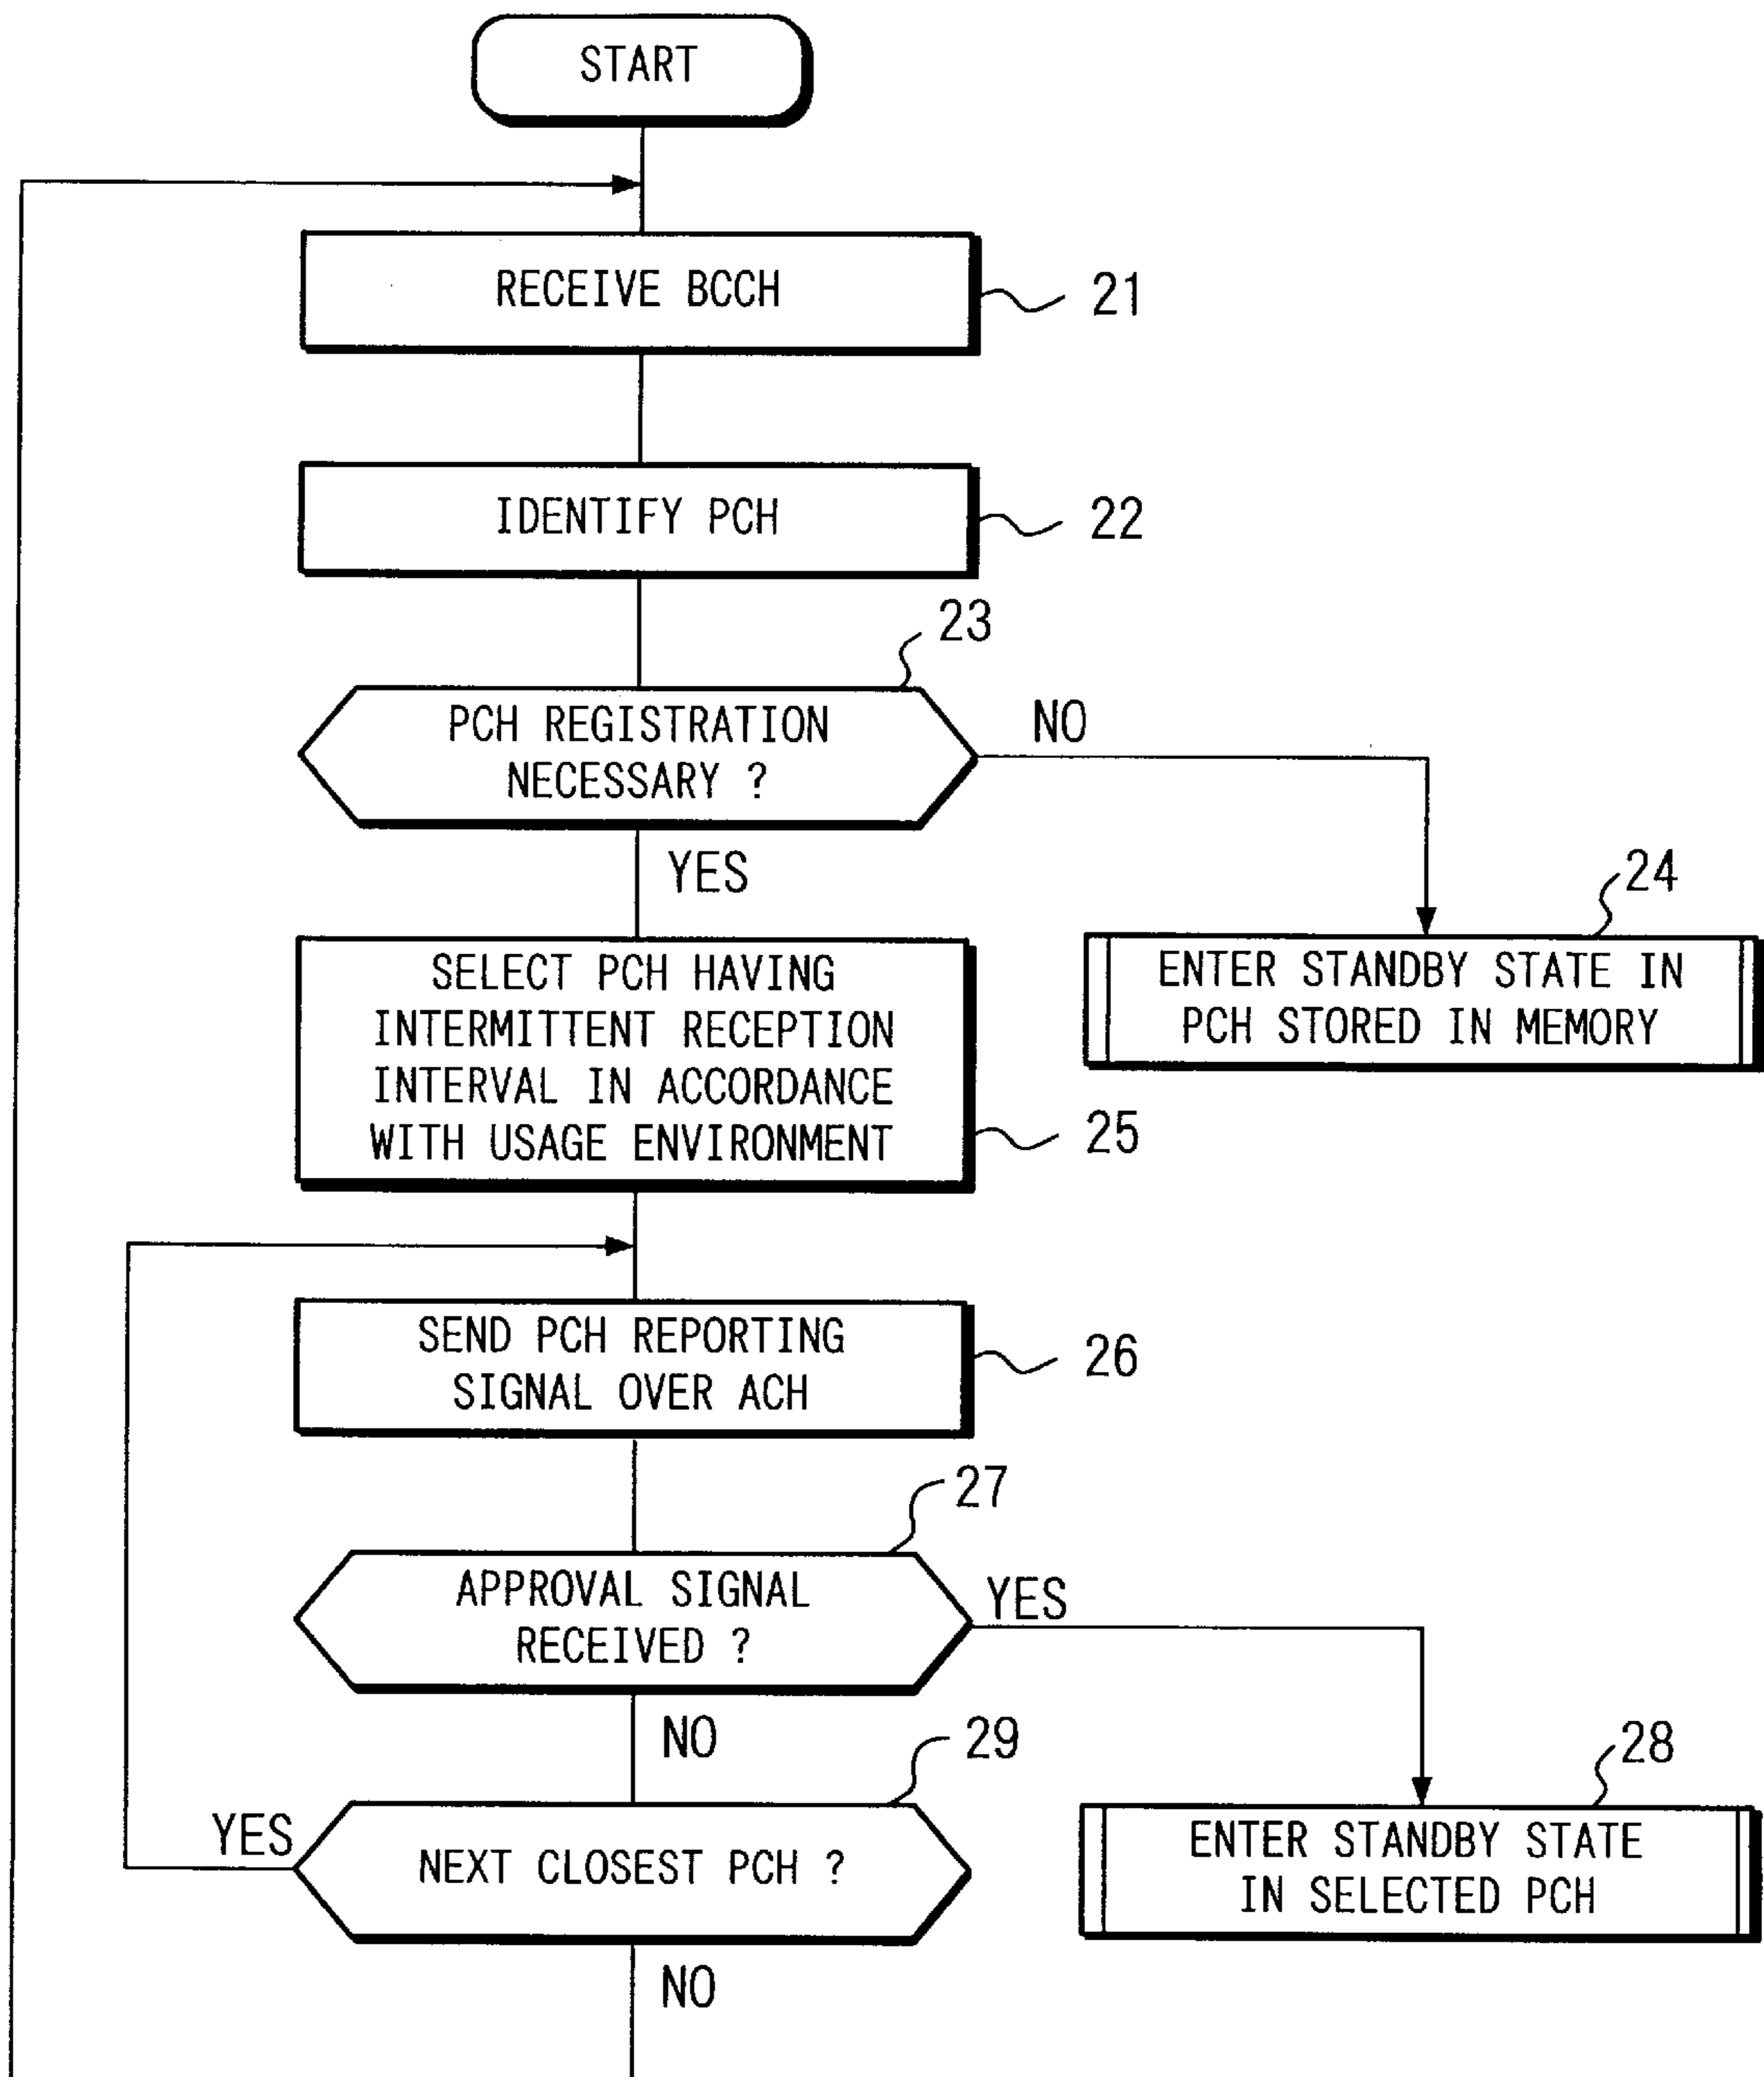 START
RECEIVE BCCH
21
IDENTIFY PCH
22
23
PCH REGISTRATION
NECESSARY ?
NO
YES
24
ENTER STANDBY STATE IN
PCH STORED IN MEMORY
SELECT PCH HAVING
INTERMITTENT RECEPTION
INTERVAL IN ACCORDANCE
WITH USAGE ENVIRONMENT
25
SEND PCH REPORTING
SIGNAL OVER ACH
26
27
APPROVAL SIGNAL
RECEIVED ?
YES
NO
28
ENTER STANDBY STATE
IN SELECTED PCH
29
YES
NEXT CLOSEST PCH ?
NO